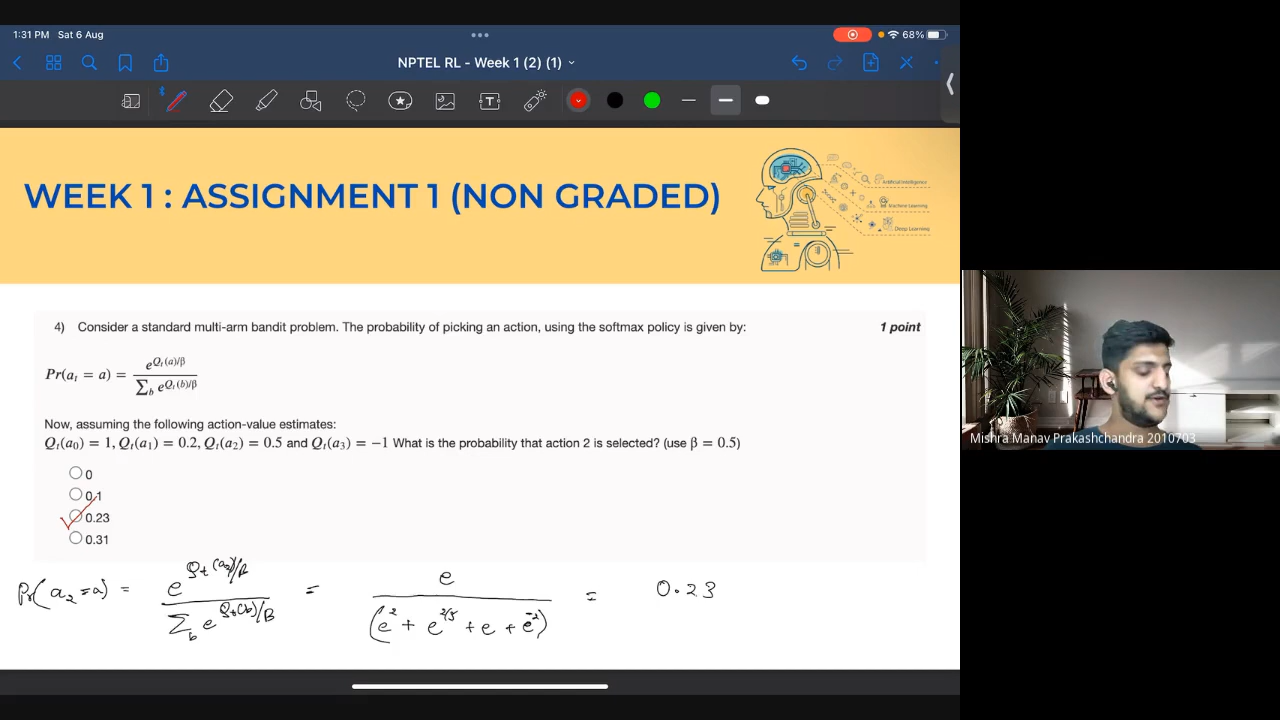 1:31 PM Sat 6 Aug
68%
NPTEL RL - Week 1 (2) (1)
WEEK 1 : ASSIGNMENT 1 (NON GRADED)
Artificial Intelligence
Machine Learning
Deep Learning
4) Consider a standard multi-arm bandit problem. The probability of picking an action, using the softmax policy is given by: 1 point
Pr(a_t = a) = e^{Q_t(a)/β} / ∑_b e^{Q_t(b)/β}
Now, assuming the following action-value estimates:
Q_t(a_0) = 1, Q_t(a_1) = 0.2, Q_t(a_2) = 0.5 and Q_t(a_3) = −1 What is the probability that action 2 is selected? (use β = 0.5)
0
0.1
0.23
0.31
Pr(a_2 = a) = e^{Q_t(a_2)/β} / ∑_b e^{Q_t(b)/β} = e / (e^2 + e^{2/5} + e + e^{-2}) = 0.23
Mishra Manav Prakashchandra 2010703